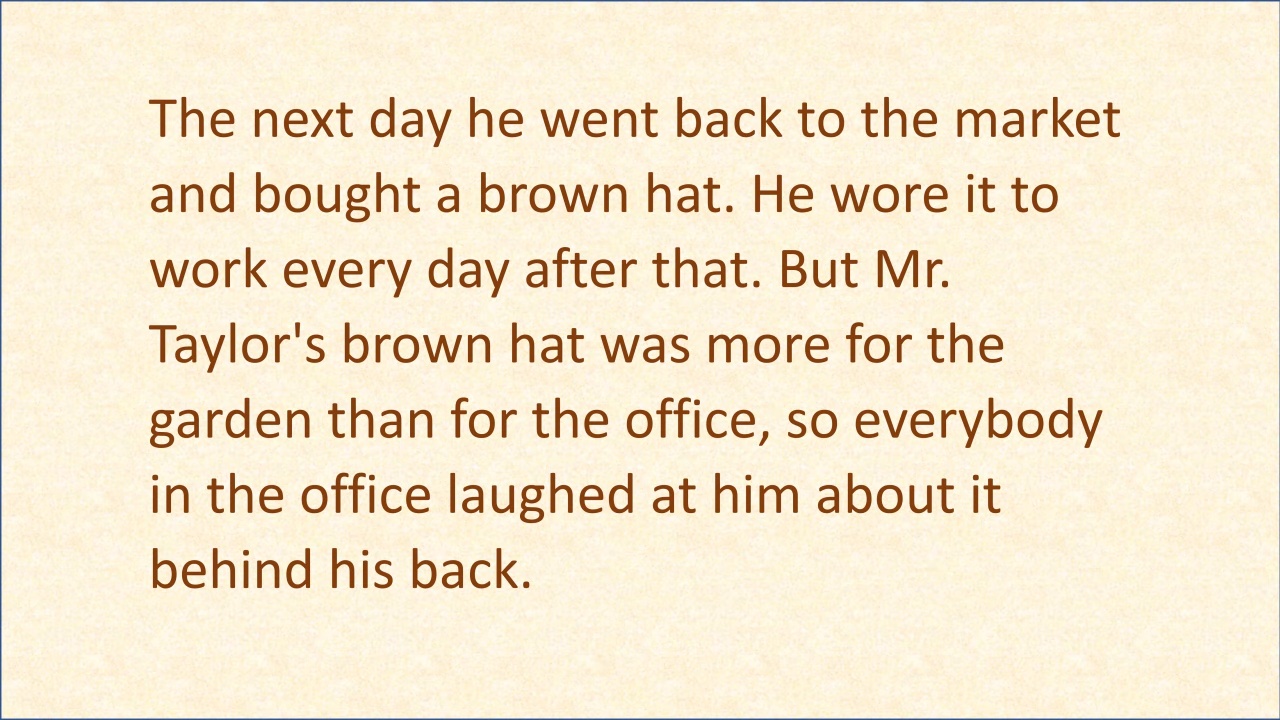 The next day he went back to the market
and bought a brown hat. He wore it to
work every day after that. But Mr.
Taylor's brown hat was more for the
garden than for the office, so everybody
in the office laughed at him about it
behind his back.